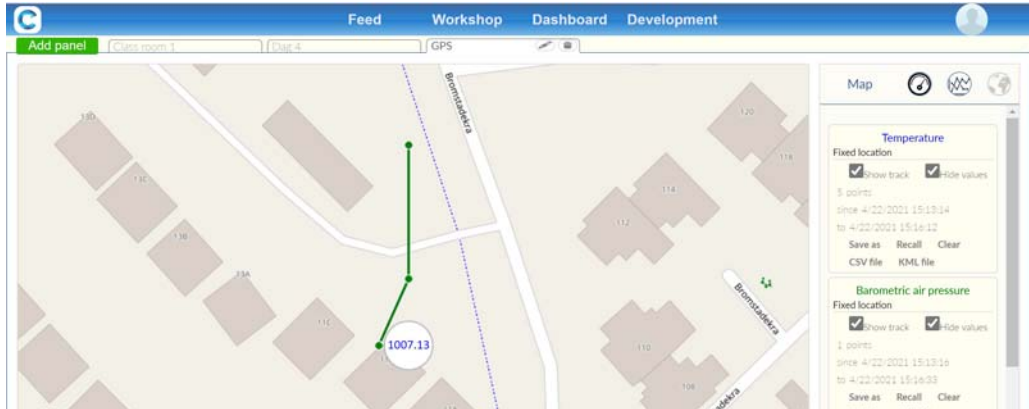 C
Feed Workshop Dashboard Development
Add panel Class room 1 Dag 4 GPS
Bromstadekra
13D
13C
13B
13A
11C
120
118
114
112
110
108
Bromstadekra
1007.13
Map
Temperature
Fixed location
Show track Hide values
5 points
since 4/22/2021 15:13:14
to 4/22/2021 15:16:12
Save as Recall Clear
CSV file KML file
Barometric air pressure
Fixed location
Show track Hide values
1 points
since 4/22/2021 15:13:16
to 4/22/2021 15:16:33
Save as Recall Clear